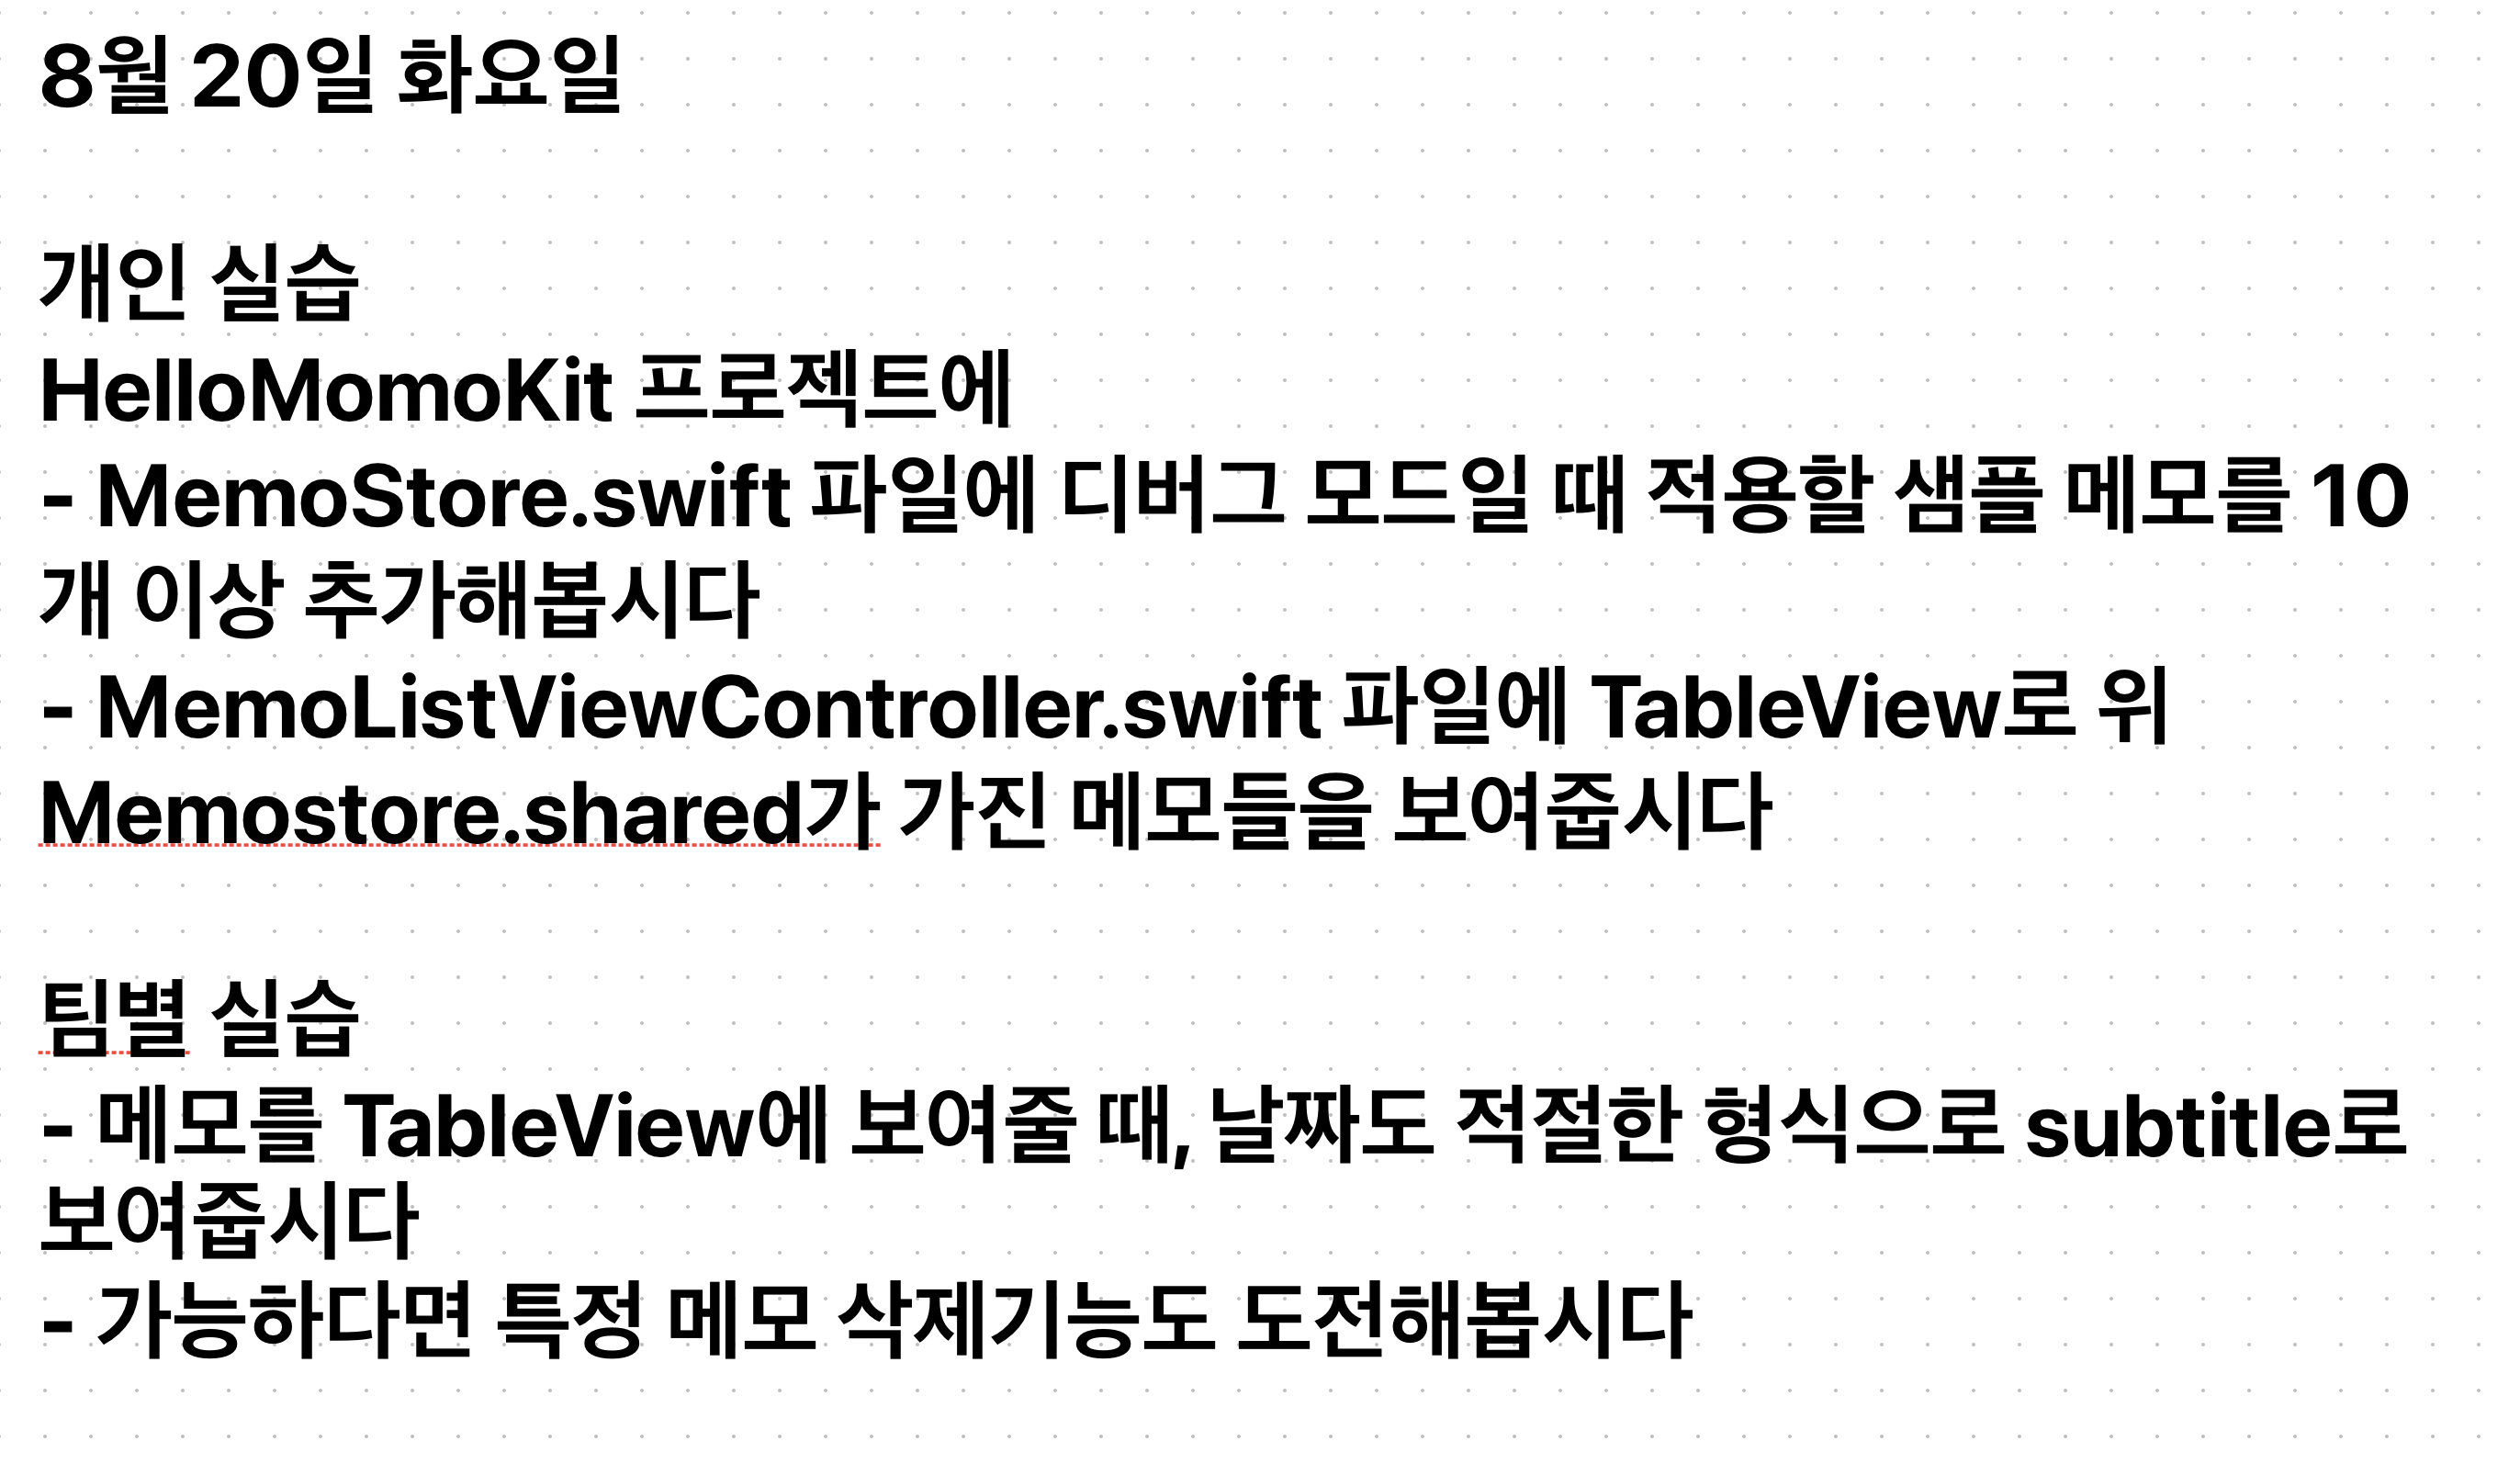 8월 20일 화요일
개인 실습
HelloMomoKit 프로젝트에
- MemoStore.swift 파일에 디버그 모드일 때 적용할 샘플 메모를 10
개 이상 추가해봅시다
- MemoListViewController.swift 파일에 TableView로 위
Memostore.shared가 가진 메모들을 보여줍시다
팀별 실습
- 메모를 TableView에 보여줄 때, 날짜도 적절한 형식으로 subtitle로
보여줍시다
- 가능하다면 특정 메모 삭제기능도 도전해봅시다